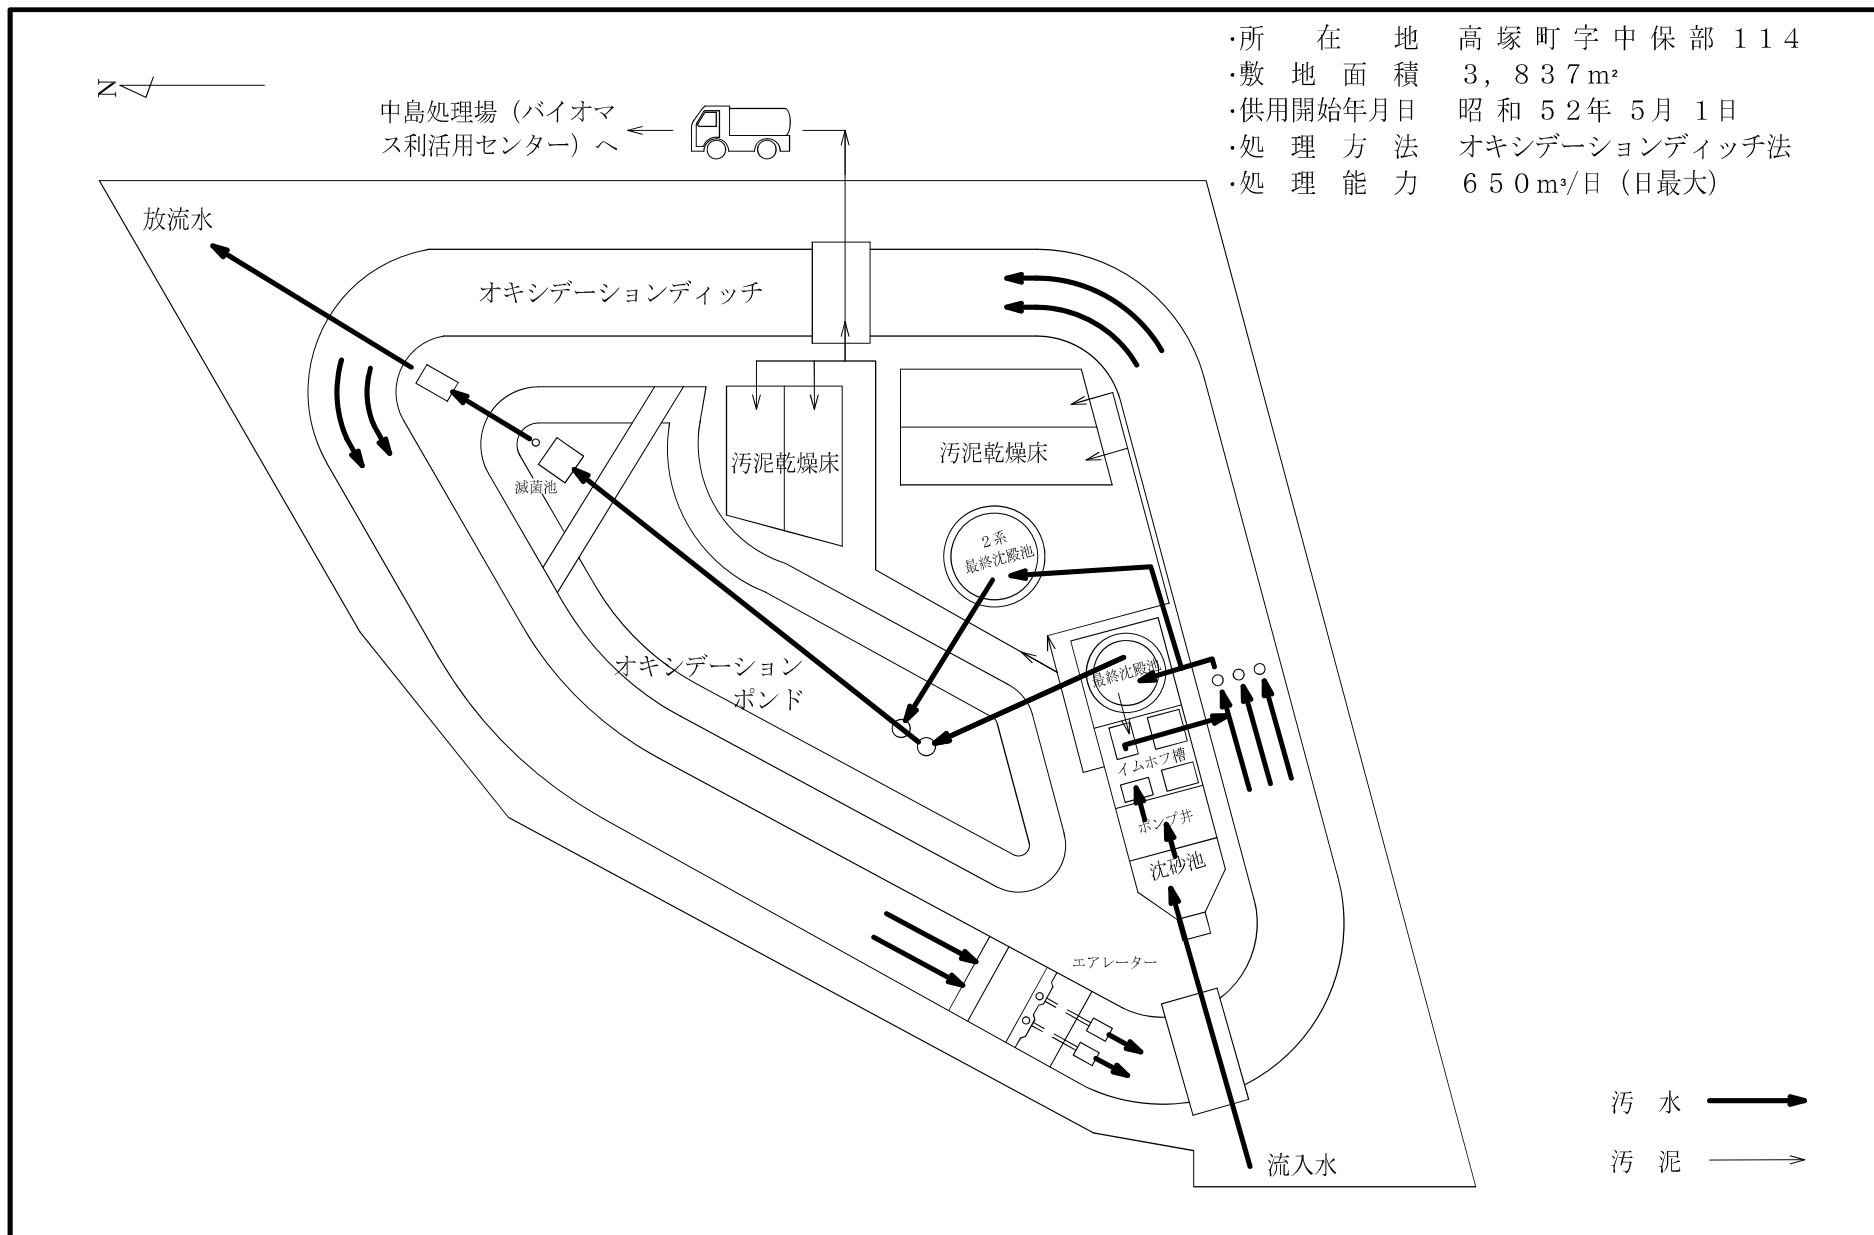 ・所在地 高塚町字中保部114
・敷地面積 3,837m²
・供用開始年月日 昭和52年5月1日
・処理方法 オキシデーションディッチ法
・処理能力 650m³/日(日最大)
N
中島処理場(バイオマ
ス利活用センター)へ
放流水
オキシデーションディッチ
汚泥乾燥床
汚泥乾燥床
滅菌池
2系
最終沈殿池
オキシデーション
ポンド
最終沈殿池
イムホフ槽
ポンプ井
沈砂池
エアレーター
流入水
汚水
汚泥